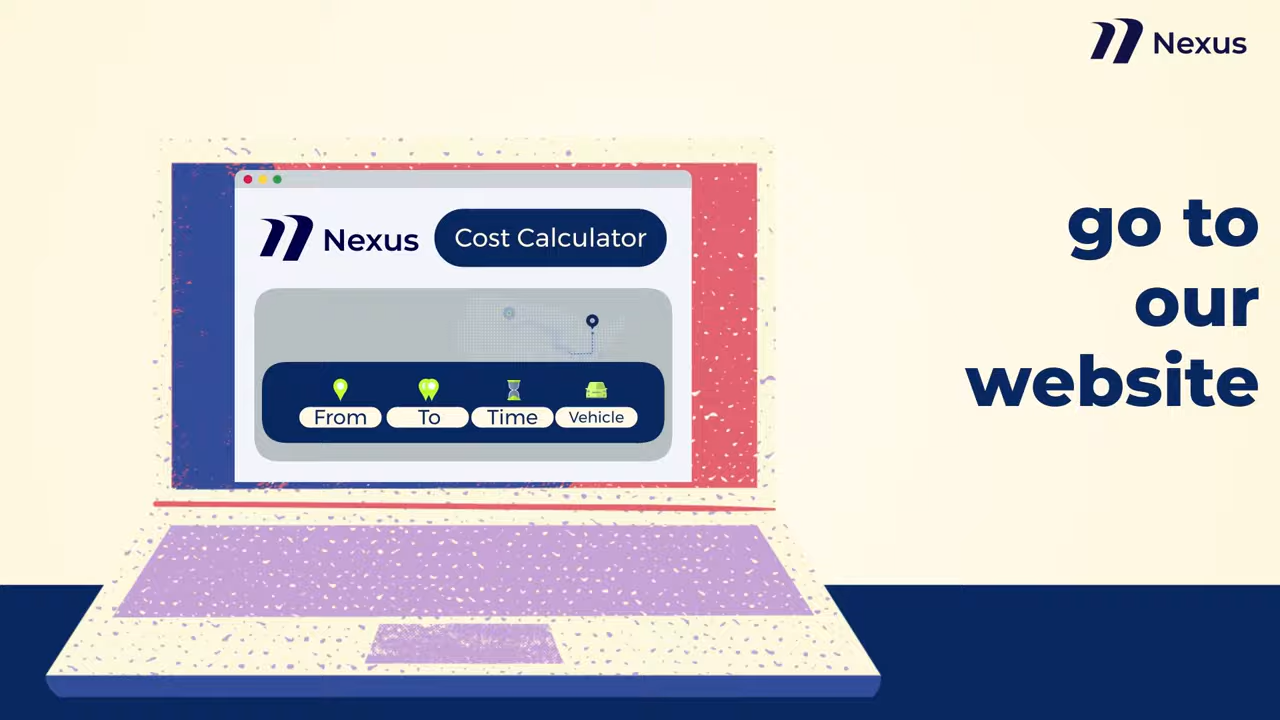 Nexus
go to
our
website
Nexus
Cost Calculator
From
To
Time
Vehicle